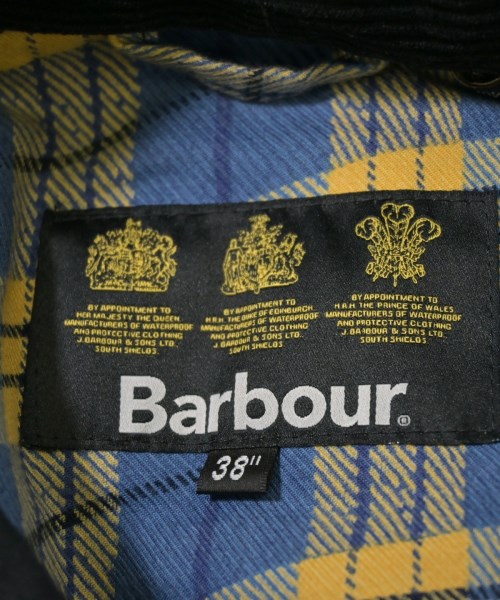 BY APPOINTMENT TO
HER MAJESTY THE QUEEN
MANUFACTURERS OF WATERPROOF
AND PROTECTIVE CLOTHING
J. BARBOUR & SONS LTD.
SOUTH SHIELDS
BY APPOINTMENT TO
H.R.H. THE DUKE OF EDINBURGH
MANUFACTURERS OF WATERPROOF
AND PROTECTIVE CLOTHING
J. BARBOUR & SONS LTD.
SOUTH SHIELDS.
BY APPOINTMENT TO
H.R.H. THE PRINCE OF WALES
MANUFACTURERS OF WATERPROOF
AND PROTECTIVE CLOTHING
J. BARBOUR & SONS LTD.
SOUTH SHIELDS
Barbour®
38"